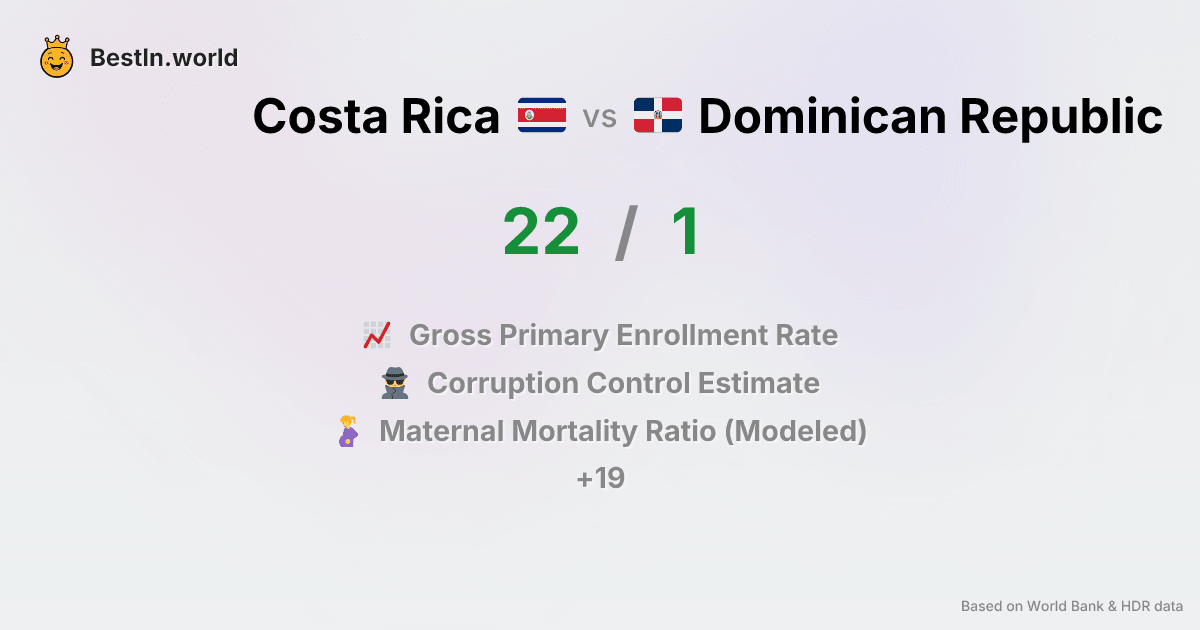 BestIn.world
Costa Rica vs Dominican Republic
22 / 1
Gross Primary Enrollment Rate
Corruption Control Estimate
Maternal Mortality Ratio (Modeled)
+19
Based on World Bank & HDR data